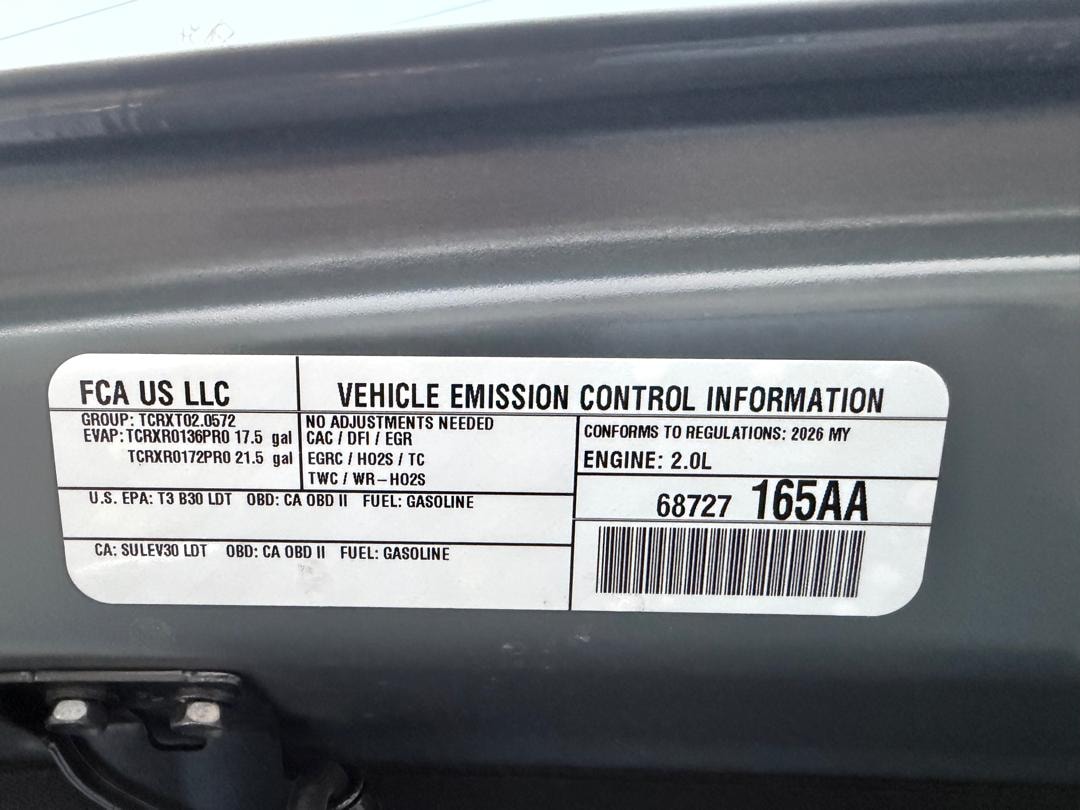 FCA US LLC
VEHICLE EMISSION CONTROL INFORMATION
GROUP: TCRXT02.0572
EVAP: TCRXR0136PR0 17.5 gal
TCRXR0172PR0 21.5 gal
NO ADJUSTMENTS NEEDED
CAC / DFI / EGR
EGRC / HO2S / TC
TWC / WR-HO2S
CONFORMS TO REGULATIONS: 2026 MY
ENGINE: 2.0L
U.S. EPA: T3 B30 LDT OBD: CA OBD II FUEL: GASOLINE
68727 165AA
CA: SULEV30 LDT OBD: CA OBD II FUEL: GASOLINE